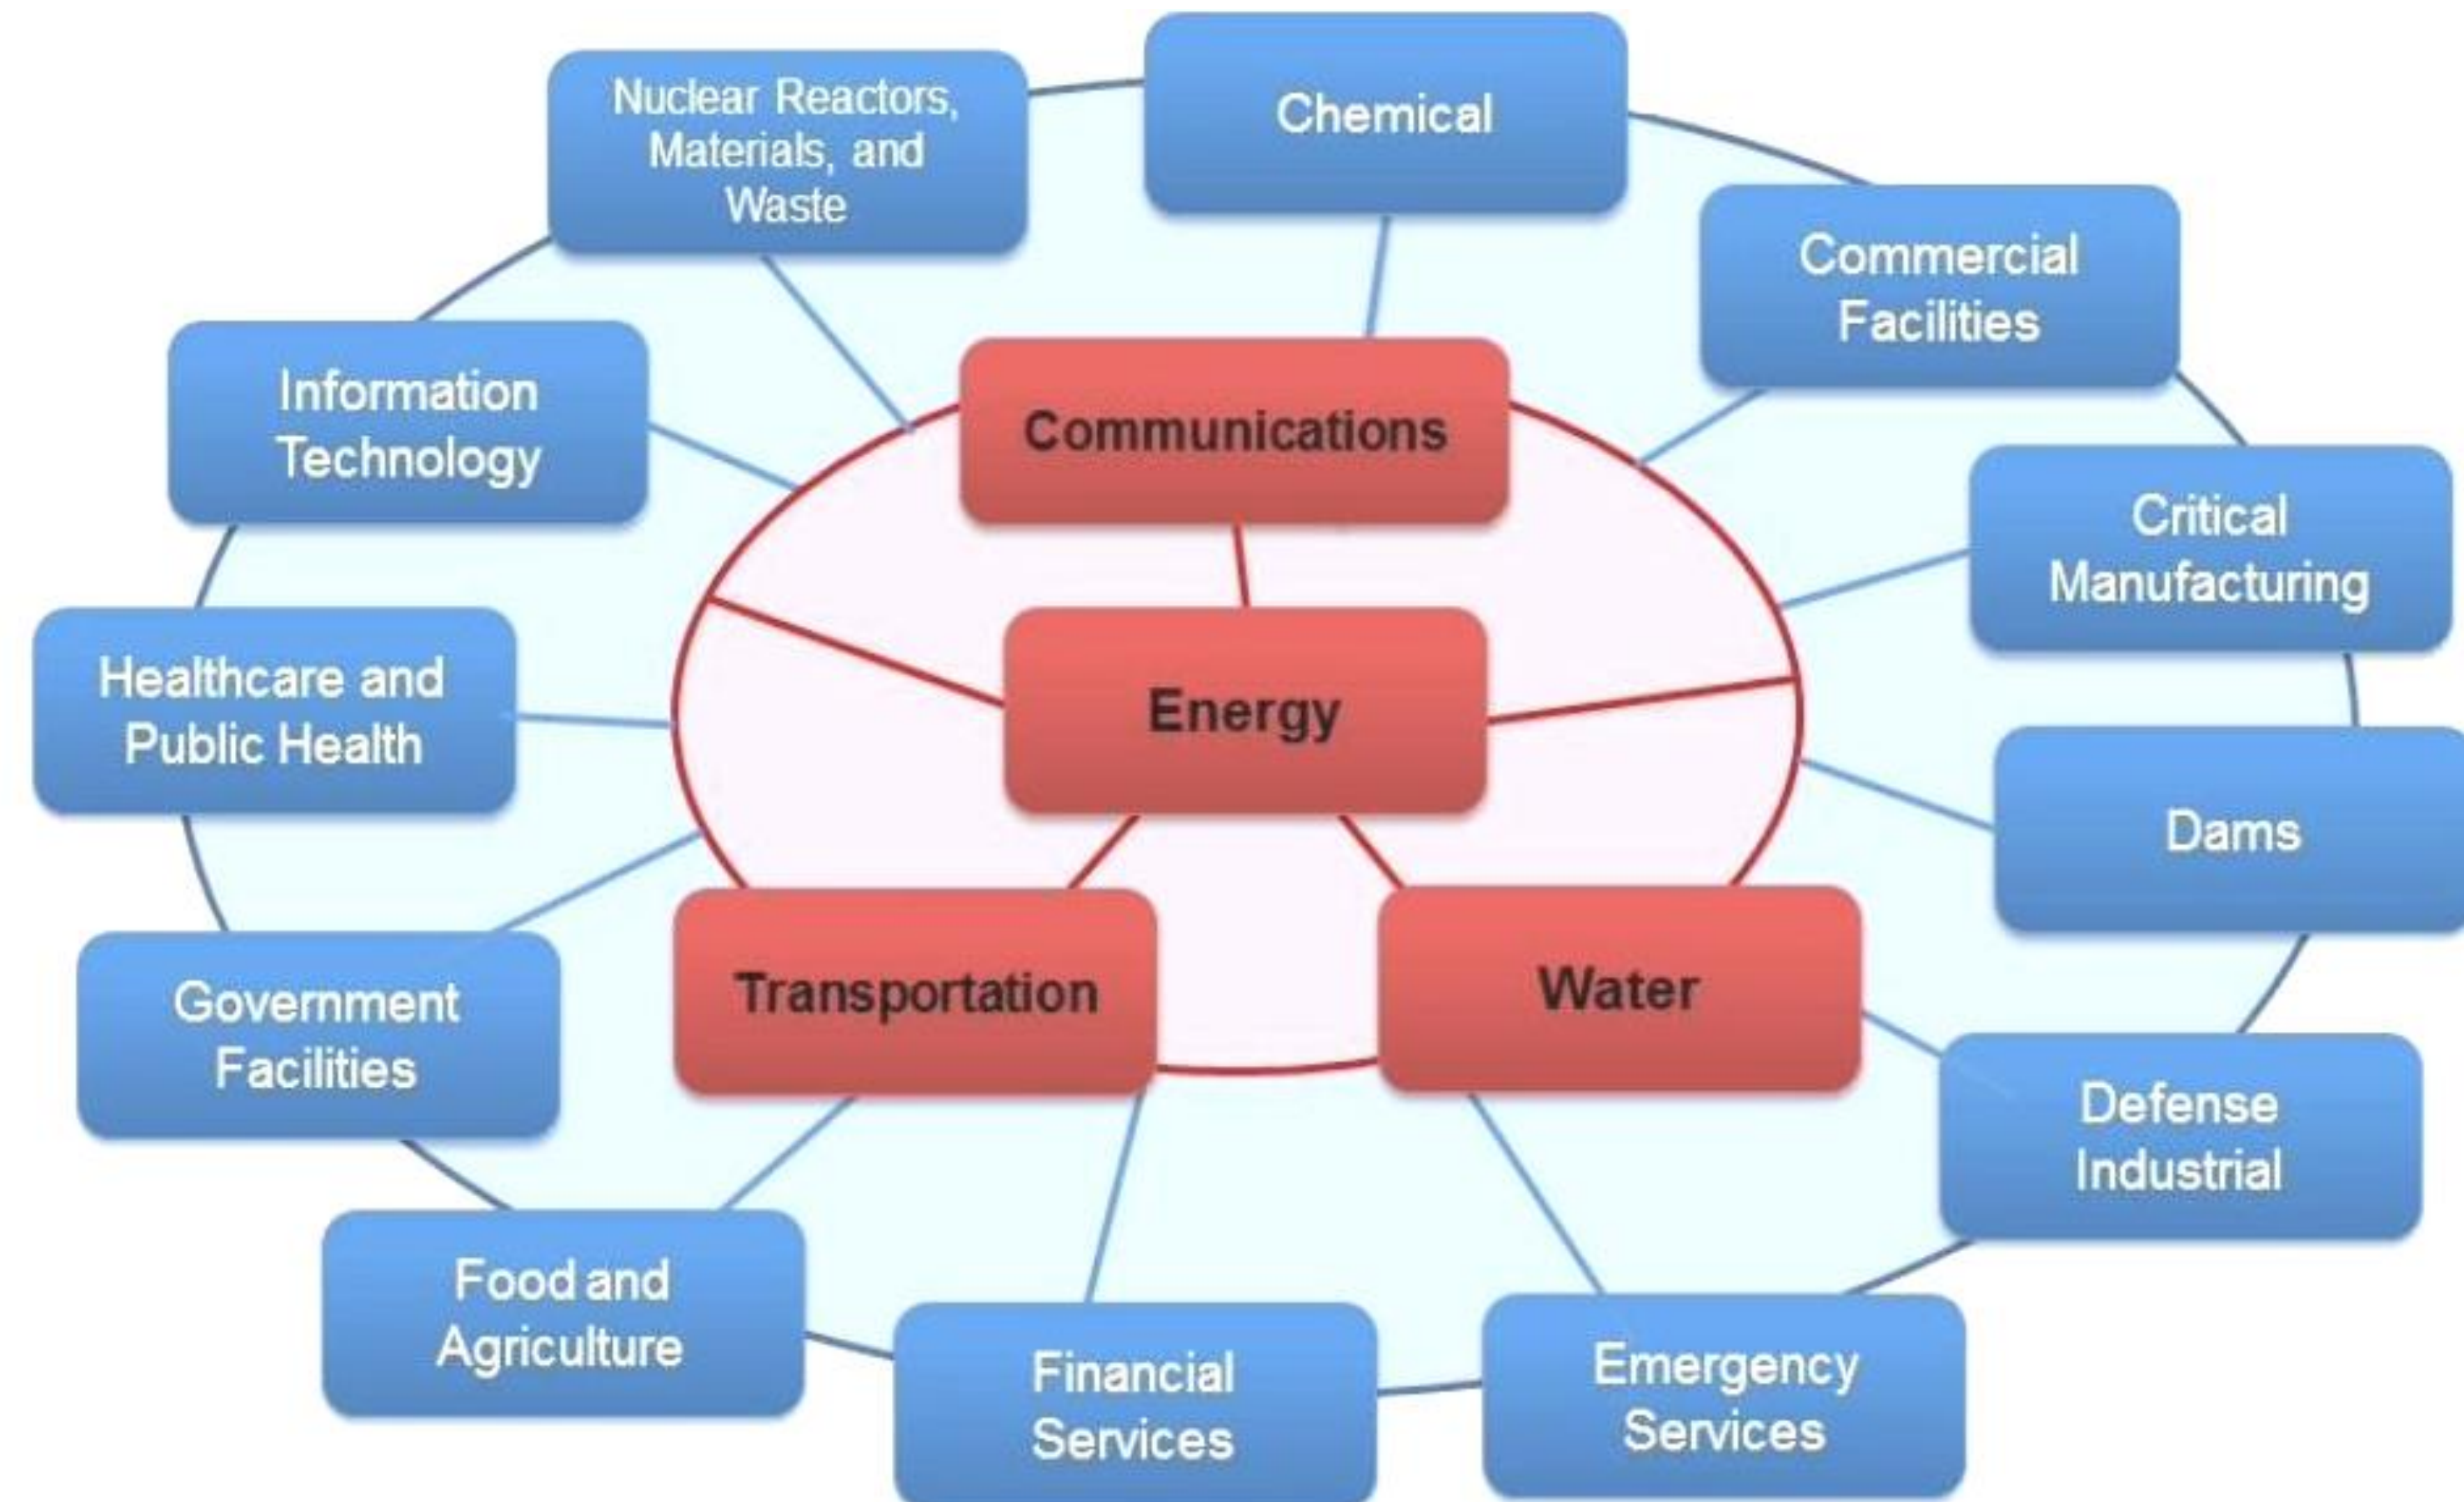 Nuclear Reactors,
Materials, and
Waste
Chemical
Commercial
Facilities
Information
Technology
Communications
Critical
Manufacturing
Healthcare and
Public Health
Energy
Dams
Government
Facilities
Transportation
Water
Defense
Industrial
Food and
Agriculture
Financial
Services
Emergency
Services